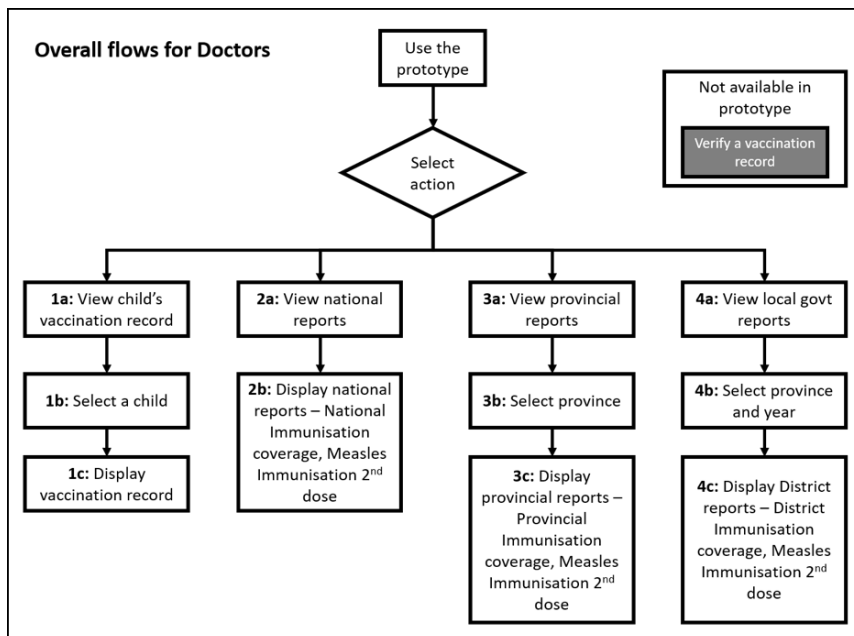 Overall flows for Doctors
Use the
prototype
Not available in
prototype
Verify a vaccination
record
Select
action
1a: View child's
vaccination record
2a: View national
reports
3a: View provincial
reports
4a: View local govt
reports
1b: Select a child
2b: Display national
reports – National
Immunisation
coverage, Measles
Immunisation 2nd
dose
3b: Select province
4b: Select province
and year
1c: Display
vaccination record
3c: Display
provincial reports –
Provincial
Immunisation
coverage, Measles
Immunisation 2nd
dose
4c: Display District
reports – District
Immunisation
coverage, Measles
Immunisation 2nd
dose